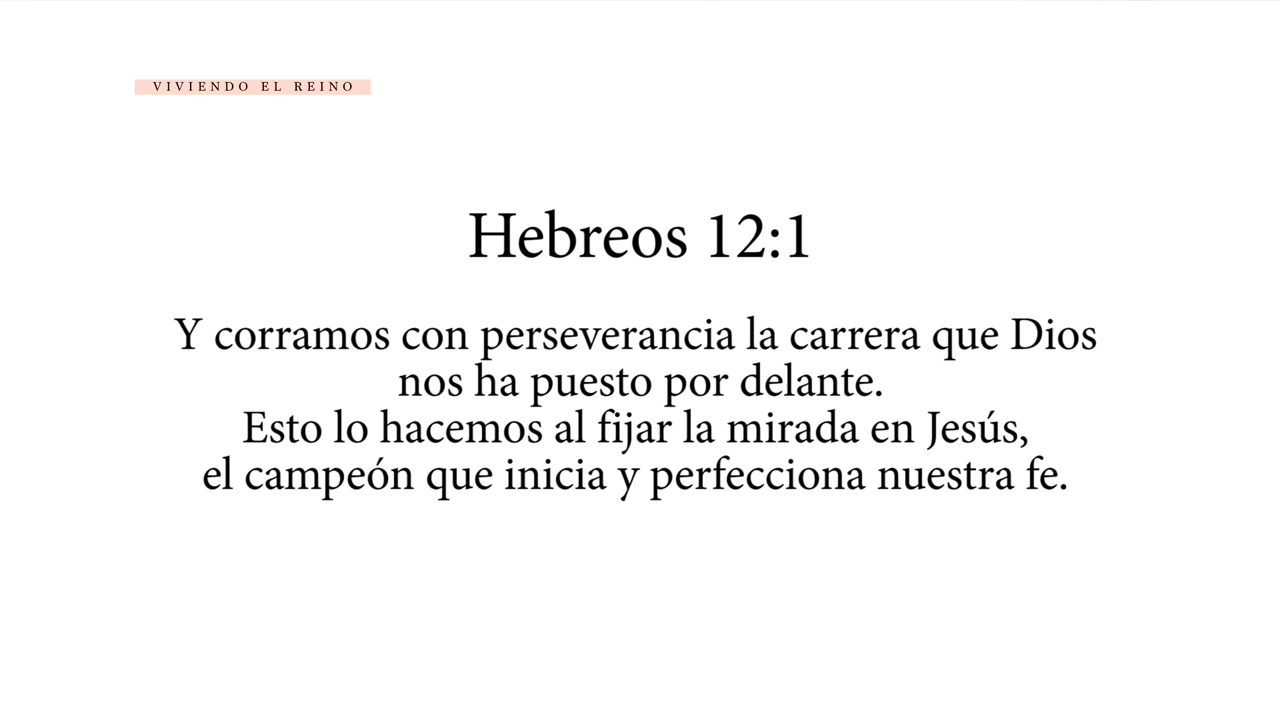 VIVIENDO EL REINO
Hebreos 12:1
Y corramos con perseverancia la carrera que Dios
nos ha puesto por delante.
Esto lo hacemos al fijar la mirada en Jesús,
el campeón que inicia y perfecciona nuestra fe.